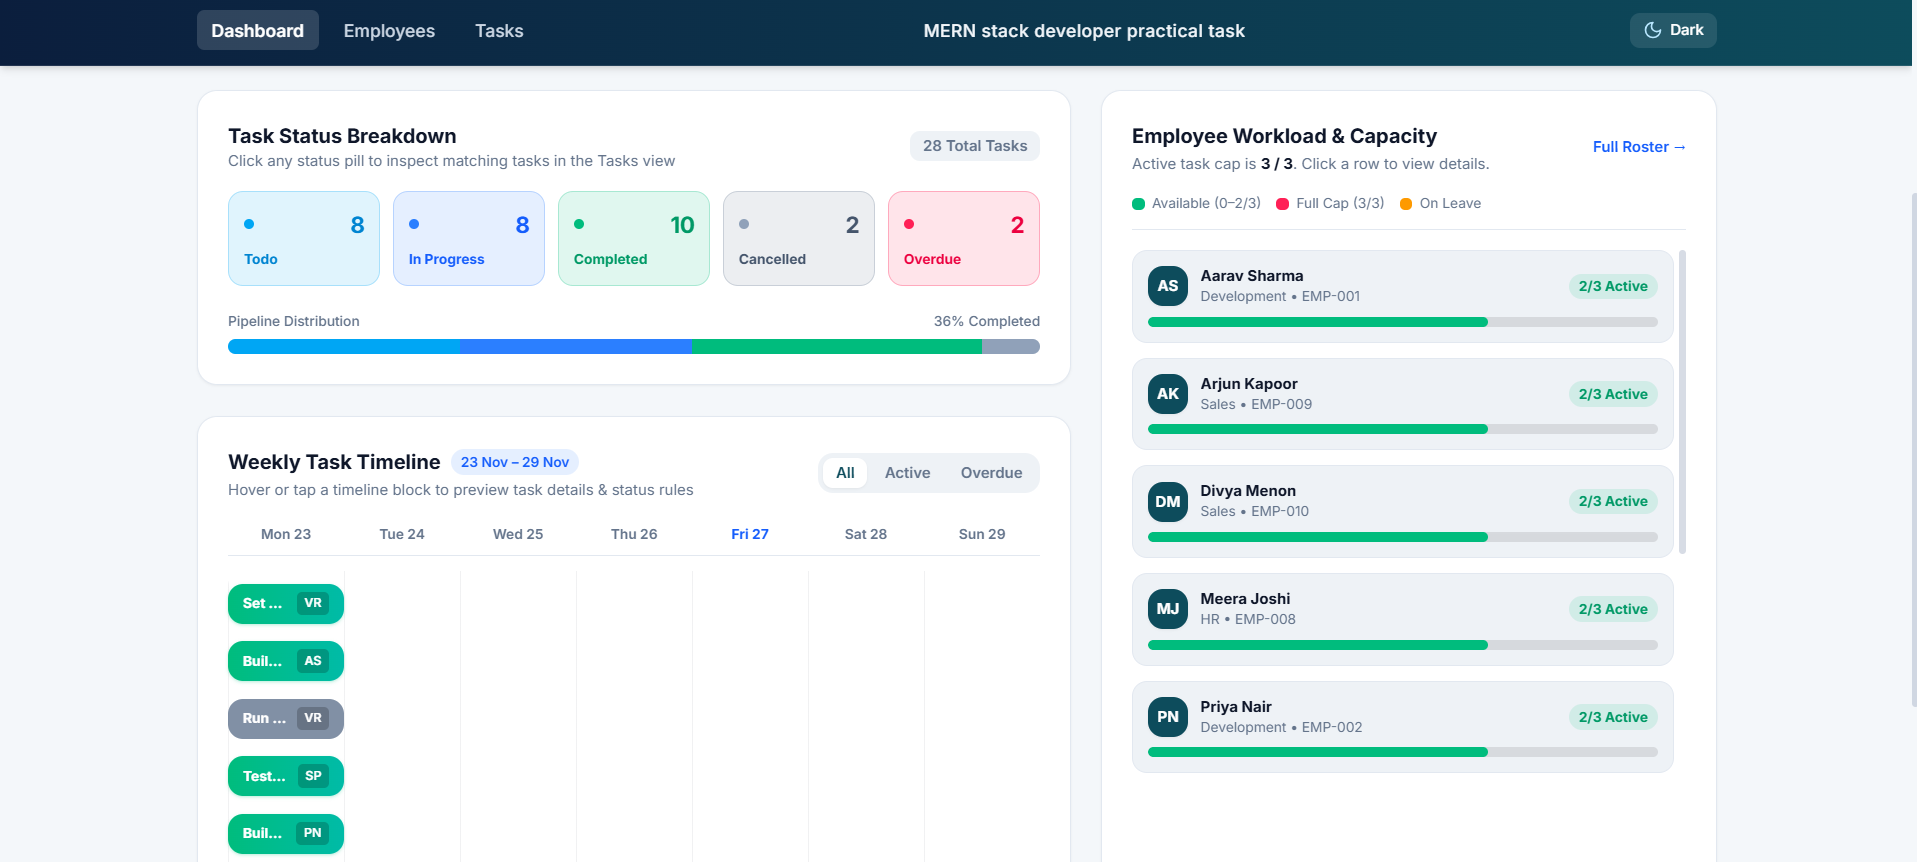 Dashboard
Employees
Tasks
MERN stack developer practical task
Dark
Task Status Breakdown
Click any status pill to inspect matching tasks in the Tasks view
28 Total Tasks
8
Todo
8
In Progress
10
Completed
2
Cancelled
2
Overdue
Pipeline Distribution
36% Completed
Weekly Task Timeline
23 Nov – 29 Nov
Hover or tap a timeline block to preview task details & status rules
All
Active
Overdue
Mon 23
Tue 24
Wed 25
Thu 26
Fri 27
Sat 28
Sun 29
Set ...
VR
Buil...
AS
Run ...
VR
Test...
SP
Buil...
PN
Employee Workload & Capacity
Active task cap is 3 / 3. Click a row to view details.
Full Roster →
Available (0–2/3)
Full Cap (3/3)
On Leave
AS
Aarav Sharma
Development • EMP-001
2/3 Active
AK
Arjun Kapoor
Sales • EMP-009
2/3 Active
DM
Divya Menon
Sales • EMP-010
2/3 Active
MJ
Meera Joshi
HR • EMP-008
2/3 Active
PN
Priya Nair
Development • EMP-002
2/3 Active